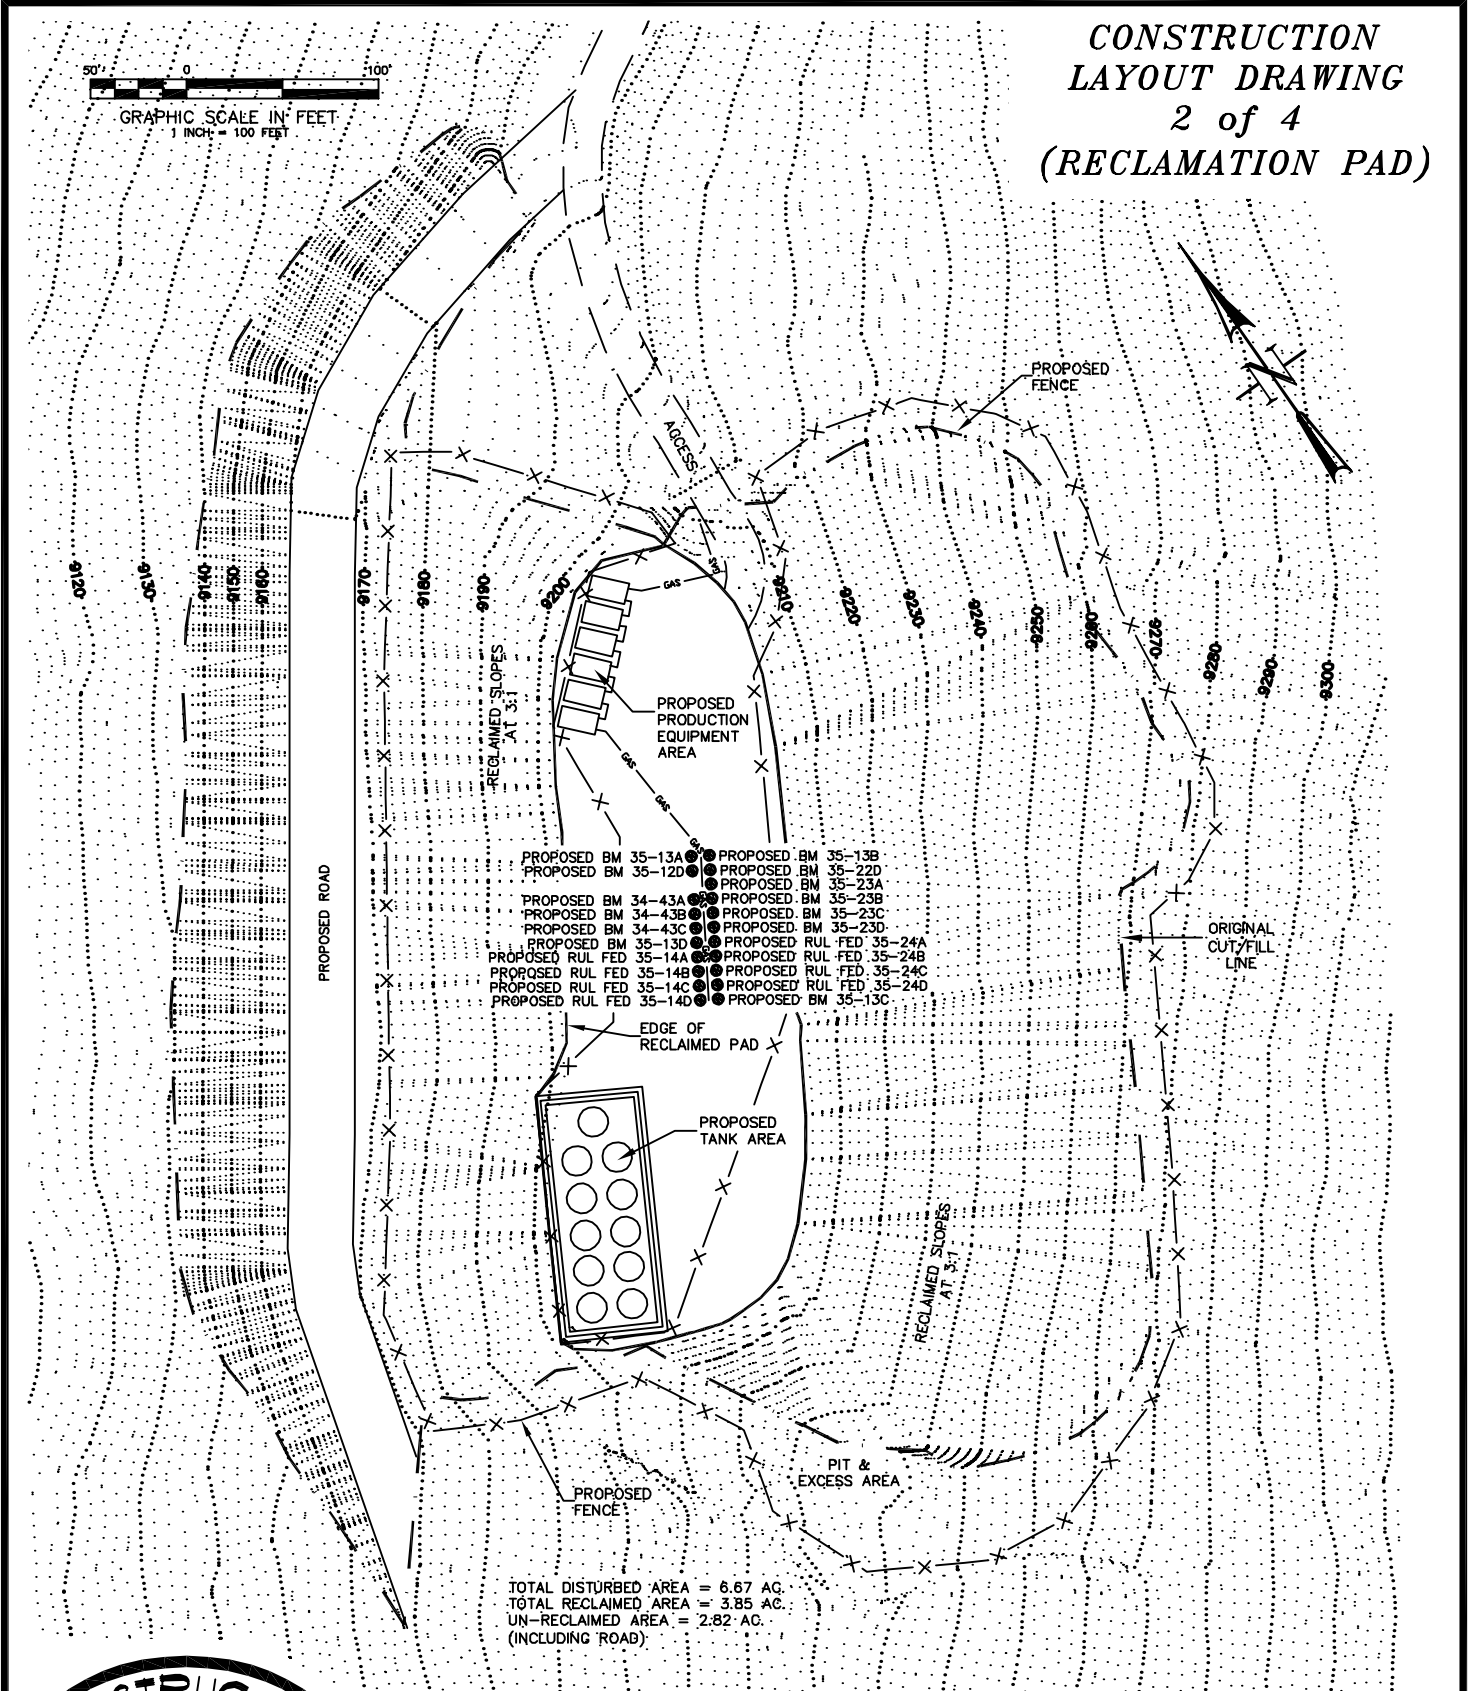 CONSTRUCTION
LAYOUT DRAWING
2 of 4
(RECLAMATION PAD)
50' 0 100'
GRAPHIC SCALE IN FEET
1 INCH = 100 FEET
PROPOSED
FENCE
ACCESS
9120
9130
9140
9150
9160
9170
9180
9190
9200
9210
9220
9230
9240
9250
9260
9270
9280
9290
9300
GAS
GAS
RECLAIMED SLOPES
AT 3:1
PROPOSED
PRODUCTION
EQUIPMENT
AREA
GAS
GAS
GAS
PROPOSED BM 35-13A PROPOSED BM 35-13B
PROPOSED BM 35-12D PROPOSED BM 35-22D
PROPOSED BM 35-23A
PROPOSED BM 34-43A PROPOSED BM 35-23B
PROPOSED BM 34-43B PROPOSED BM 35-23C
PROPOSED BM 34-43C PROPOSED BM 35-23D
PROPOSED BM 35-13D PROPOSED RUL FED 35-24A
PROPOSED RUL FED 35-14A PROPOSED RUL FED 35-24B
PROPOSED RUL FED 35-14B PROPOSED RUL FED 35-24C
PROPOSED RUL FED 35-14C PROPOSED RUL FED 35-24D
PROPOSED RUL FED 35-14D PROPOSED BM 35-13C
GAS
GAS
PROPOSED ROAD
ORIGINAL
CUT/FILL
LINE
EDGE OF
RECLAIMED PAD
PROPOSED
TANK AREA
RECLAIMED SLOPES
AT 3:1
PIT &
EXCESS AREA
PROPOSED
FENCE
TOTAL DISTURBED AREA = 6.67 AC.
TOTAL RECLAIMED AREA = 3.85 AC.
UN-RECLAIMED AREA = 2.82 AC.
(INCLUDING ROAD)